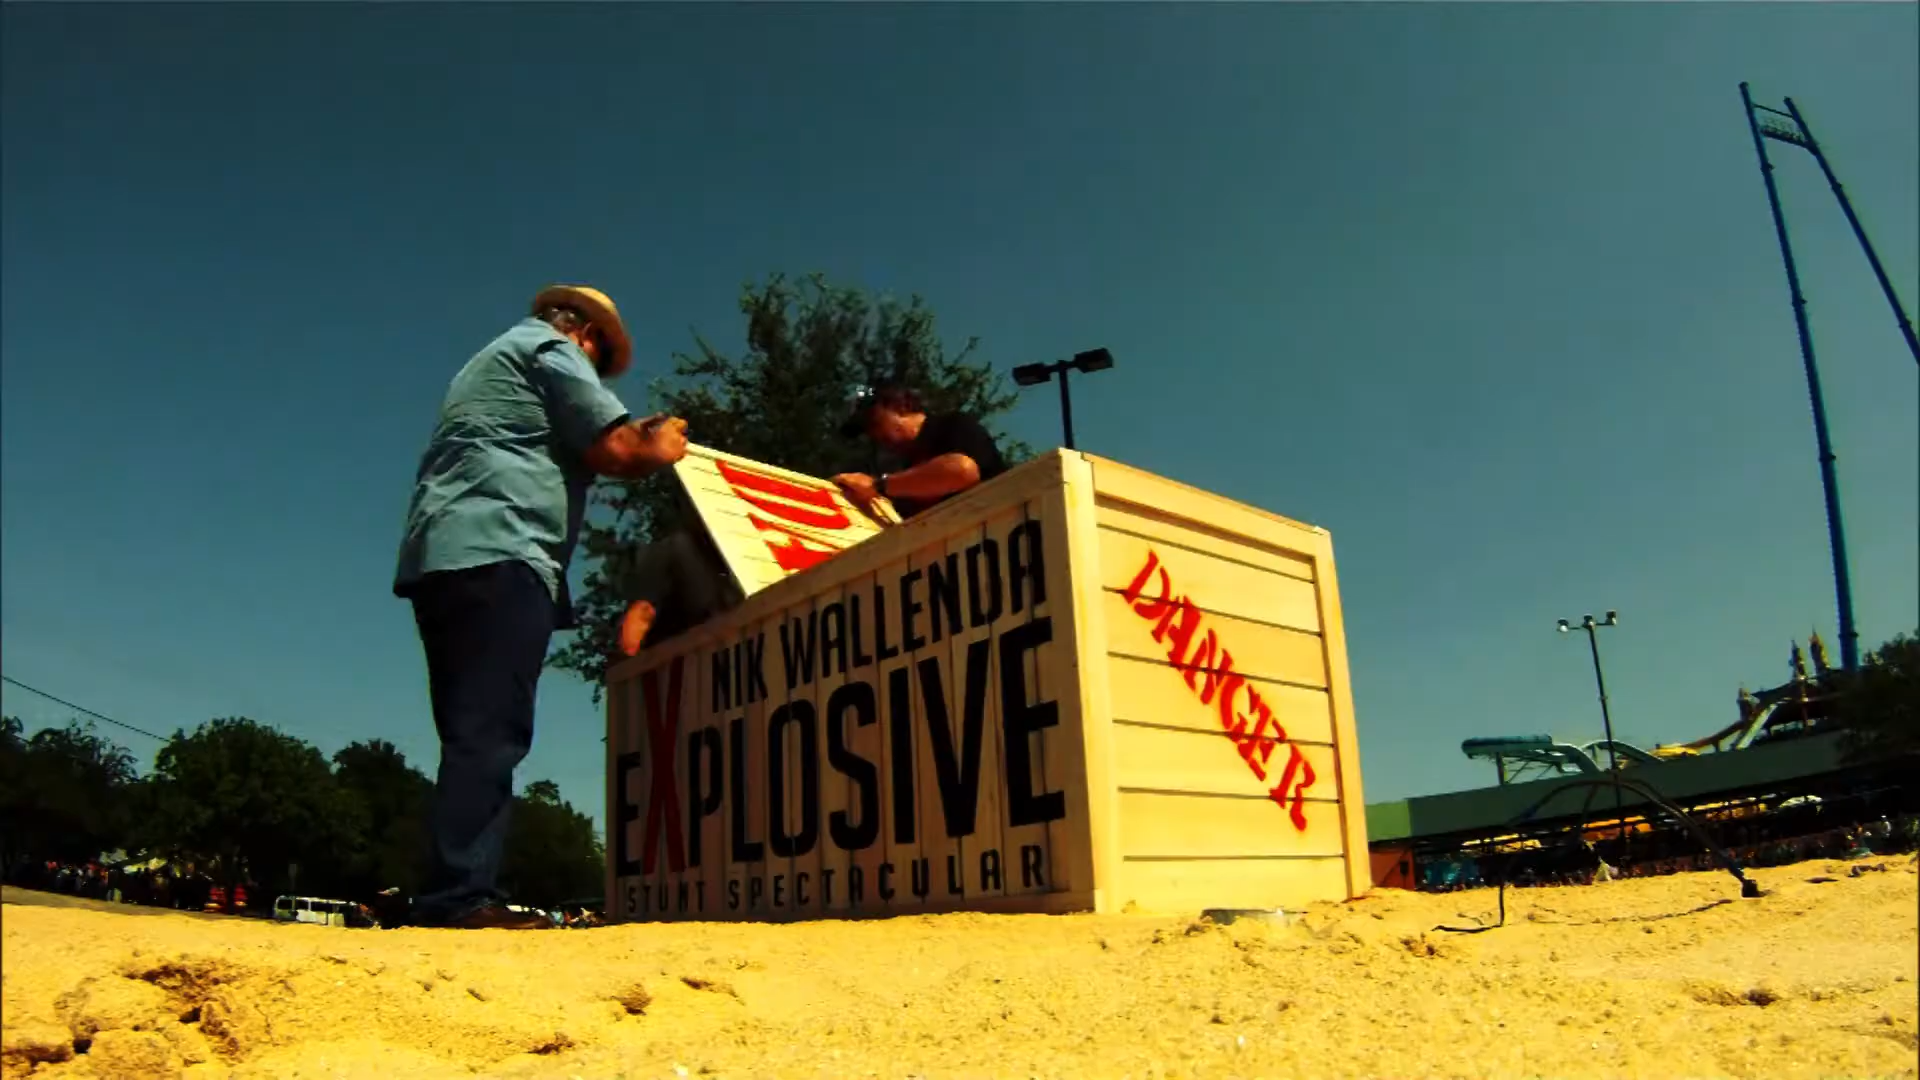 NIK WALLENDA
EXPLOSIVE
STUNT SPECTACULAR
DANGER